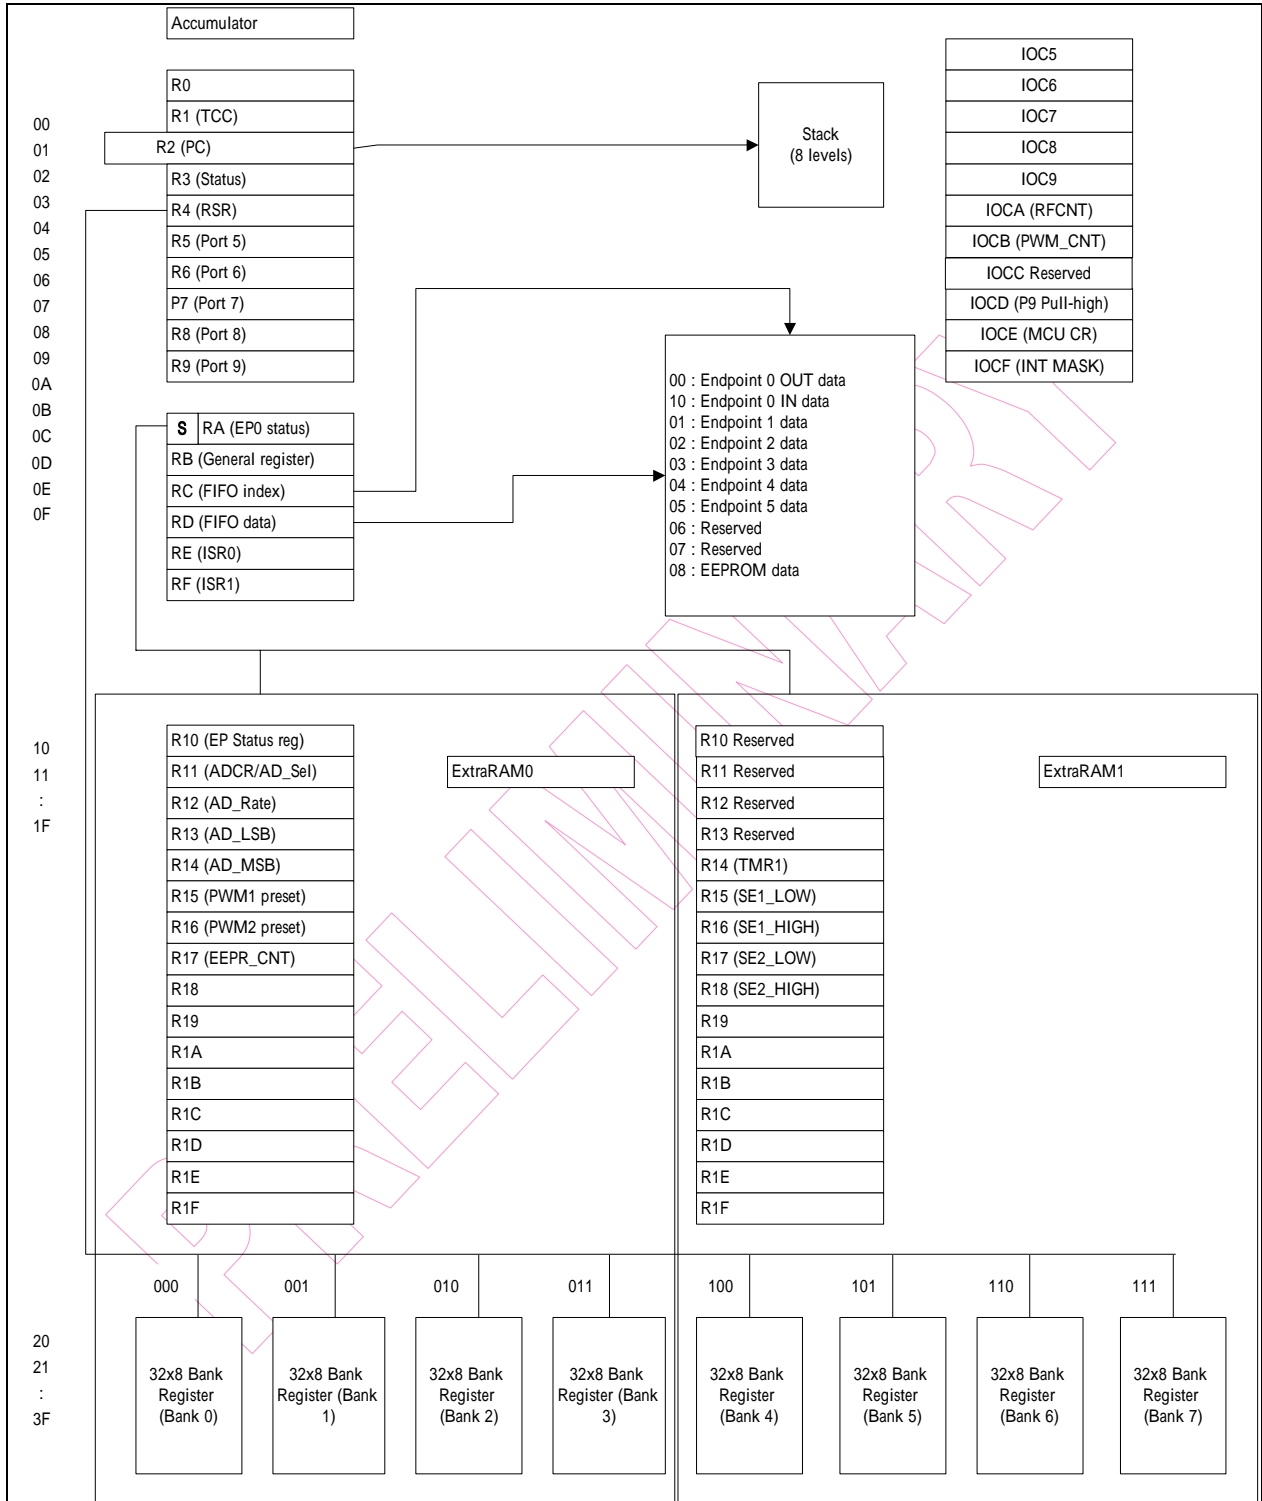 Accumulator
R0
R1 (TCC)
R2 (PC)
R3 (Status)
R4 (RSR)
R5 (Port 5)
R6 (Port 6)
P7 (Port 7)
R8 (Port 8)
R9 (Port 9)
00
01
02
03
04
05
06
07
08
09
0A
0B
0C
0D
0E
0F
S RA (EP0 status)
RB (General register)
RC (FIFO index)
RD (FIFO data)
RE (ISR0)
RF (ISR1)
Stack
(8 levels)
IOC5
IOC6
IOC7
IOC8
IOC9
IOCA (RFCNT)
IOCB (PWM_CNT)
IOCC Reserved
IOCD (P9 Pull-high)
IOCE (MCU CR)
IOCF (INT MASK)
00 : Endpoint 0 OUT data
10 : Endpoint 0 IN data
01 : Endpoint 1 data
02 : Endpoint 2 data
03 : Endpoint 3 data
04 : Endpoint 4 data
05 : Endpoint 5 data
06 : Reserved
07 : Reserved
08 : EEPROM data
PRELIMINARY
10
11
:
1F
R10 (EP Status reg)
R11 (ADCR/AD_Sel)
R12 (AD_Rate)
R13 (AD_LSB)
R14 (AD_MSB)
R15 (PWM1 preset)
R16 (PWM2 preset)
R17 (EEPR_CNT)
R18
R19
R1A
R1B
R1C
R1D
R1E
R1F
ExtraRAM0
R10 Reserved
R11 Reserved
R12 Reserved
R13 Reserved
R14 (TMR1)
R15 (SE1_LOW)
R16 (SE1_HIGH)
R17 (SE2_LOW)
R18 (SE2_HIGH)
R19
R1A
R1B
R1C
R1D
R1E
R1F
ExtraRAM1
000
001
010
011
100
101
110
111
20
21
:
3F
32x8 Bank
Register
(Bank 0)
32x8 Bank
Register (Bank
1)
32x8 Bank
Register
(Bank 2)
32x8 Bank
Register (Bank
3)
32x8 Bank
Register
(Bank 4)
32x8 Bank
Register
(Bank 5)
32x8 Bank
Register
(Bank 6)
32x8 Bank
Register
(Bank 7)